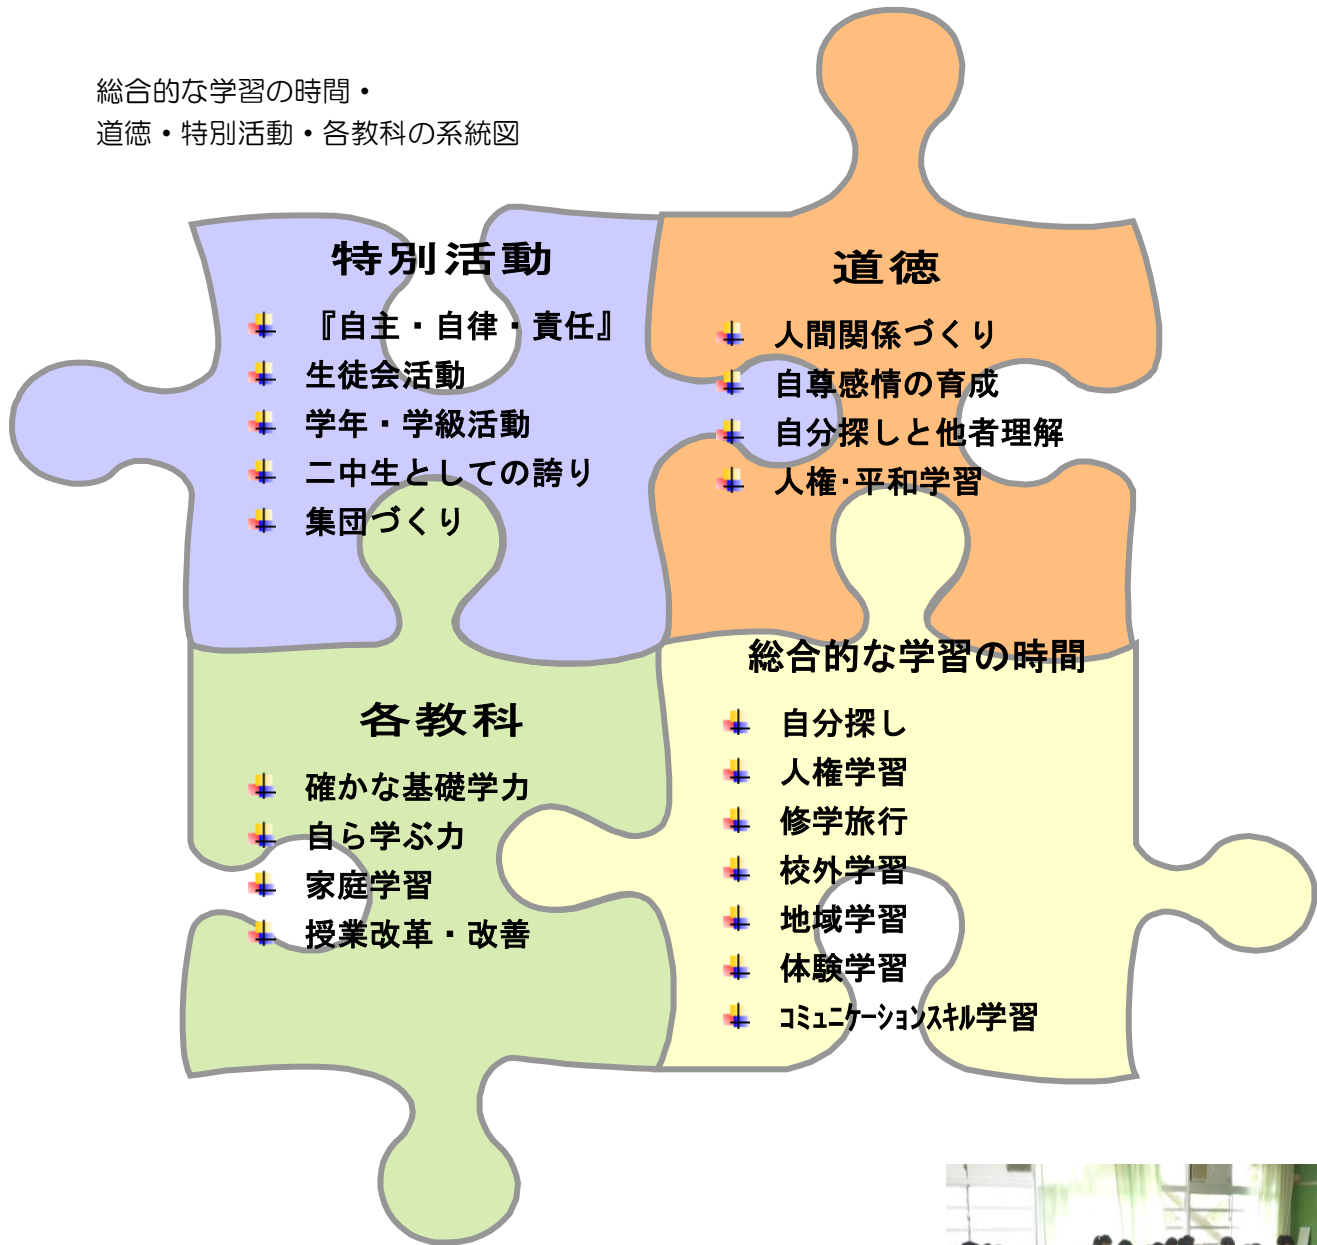 総合的な学習の時間・
道徳・特別活動・各教科の系統図
特別活動
『自主・自律・責任』
生徒会活動
学年・学級活動
二中生としての誇り
集団づくり
道徳
人間関係づくり
自尊感情の育成
自分探しと他者理解
人権･平和学習
各教科
確かな基礎学力
自ら学ぶ力
家庭学習
授業改革・改善
総合的な学習の時間
自分探し
人権学習
修学旅行
校外学習
地域学習
体験学習
ｺﾐｭﾆｹｰｼｮﾝｽｷﾙ学習